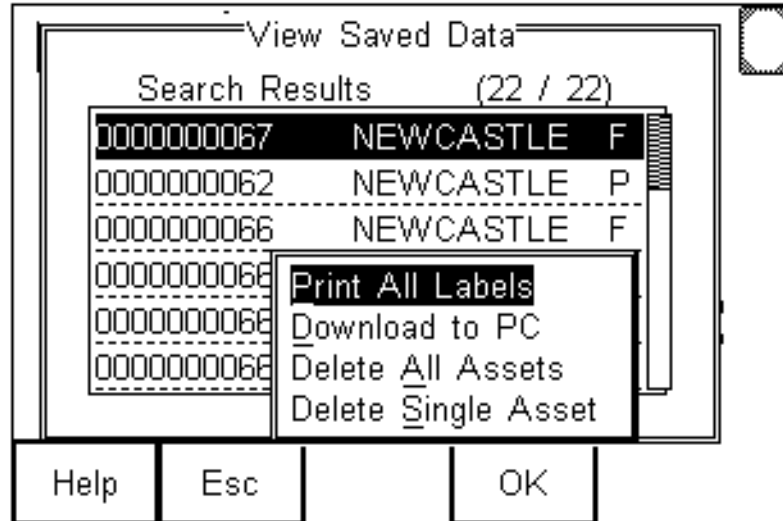 View Saved Data
Search Results (22 / 22)
0000000067 NEWCASTLE F
0000000062 NEWCASTLE P
0000000066 NEWCASTLE F
Print All Labels
Download to PC
Delete All Assets
Delete Single Asset
Help Esc OK